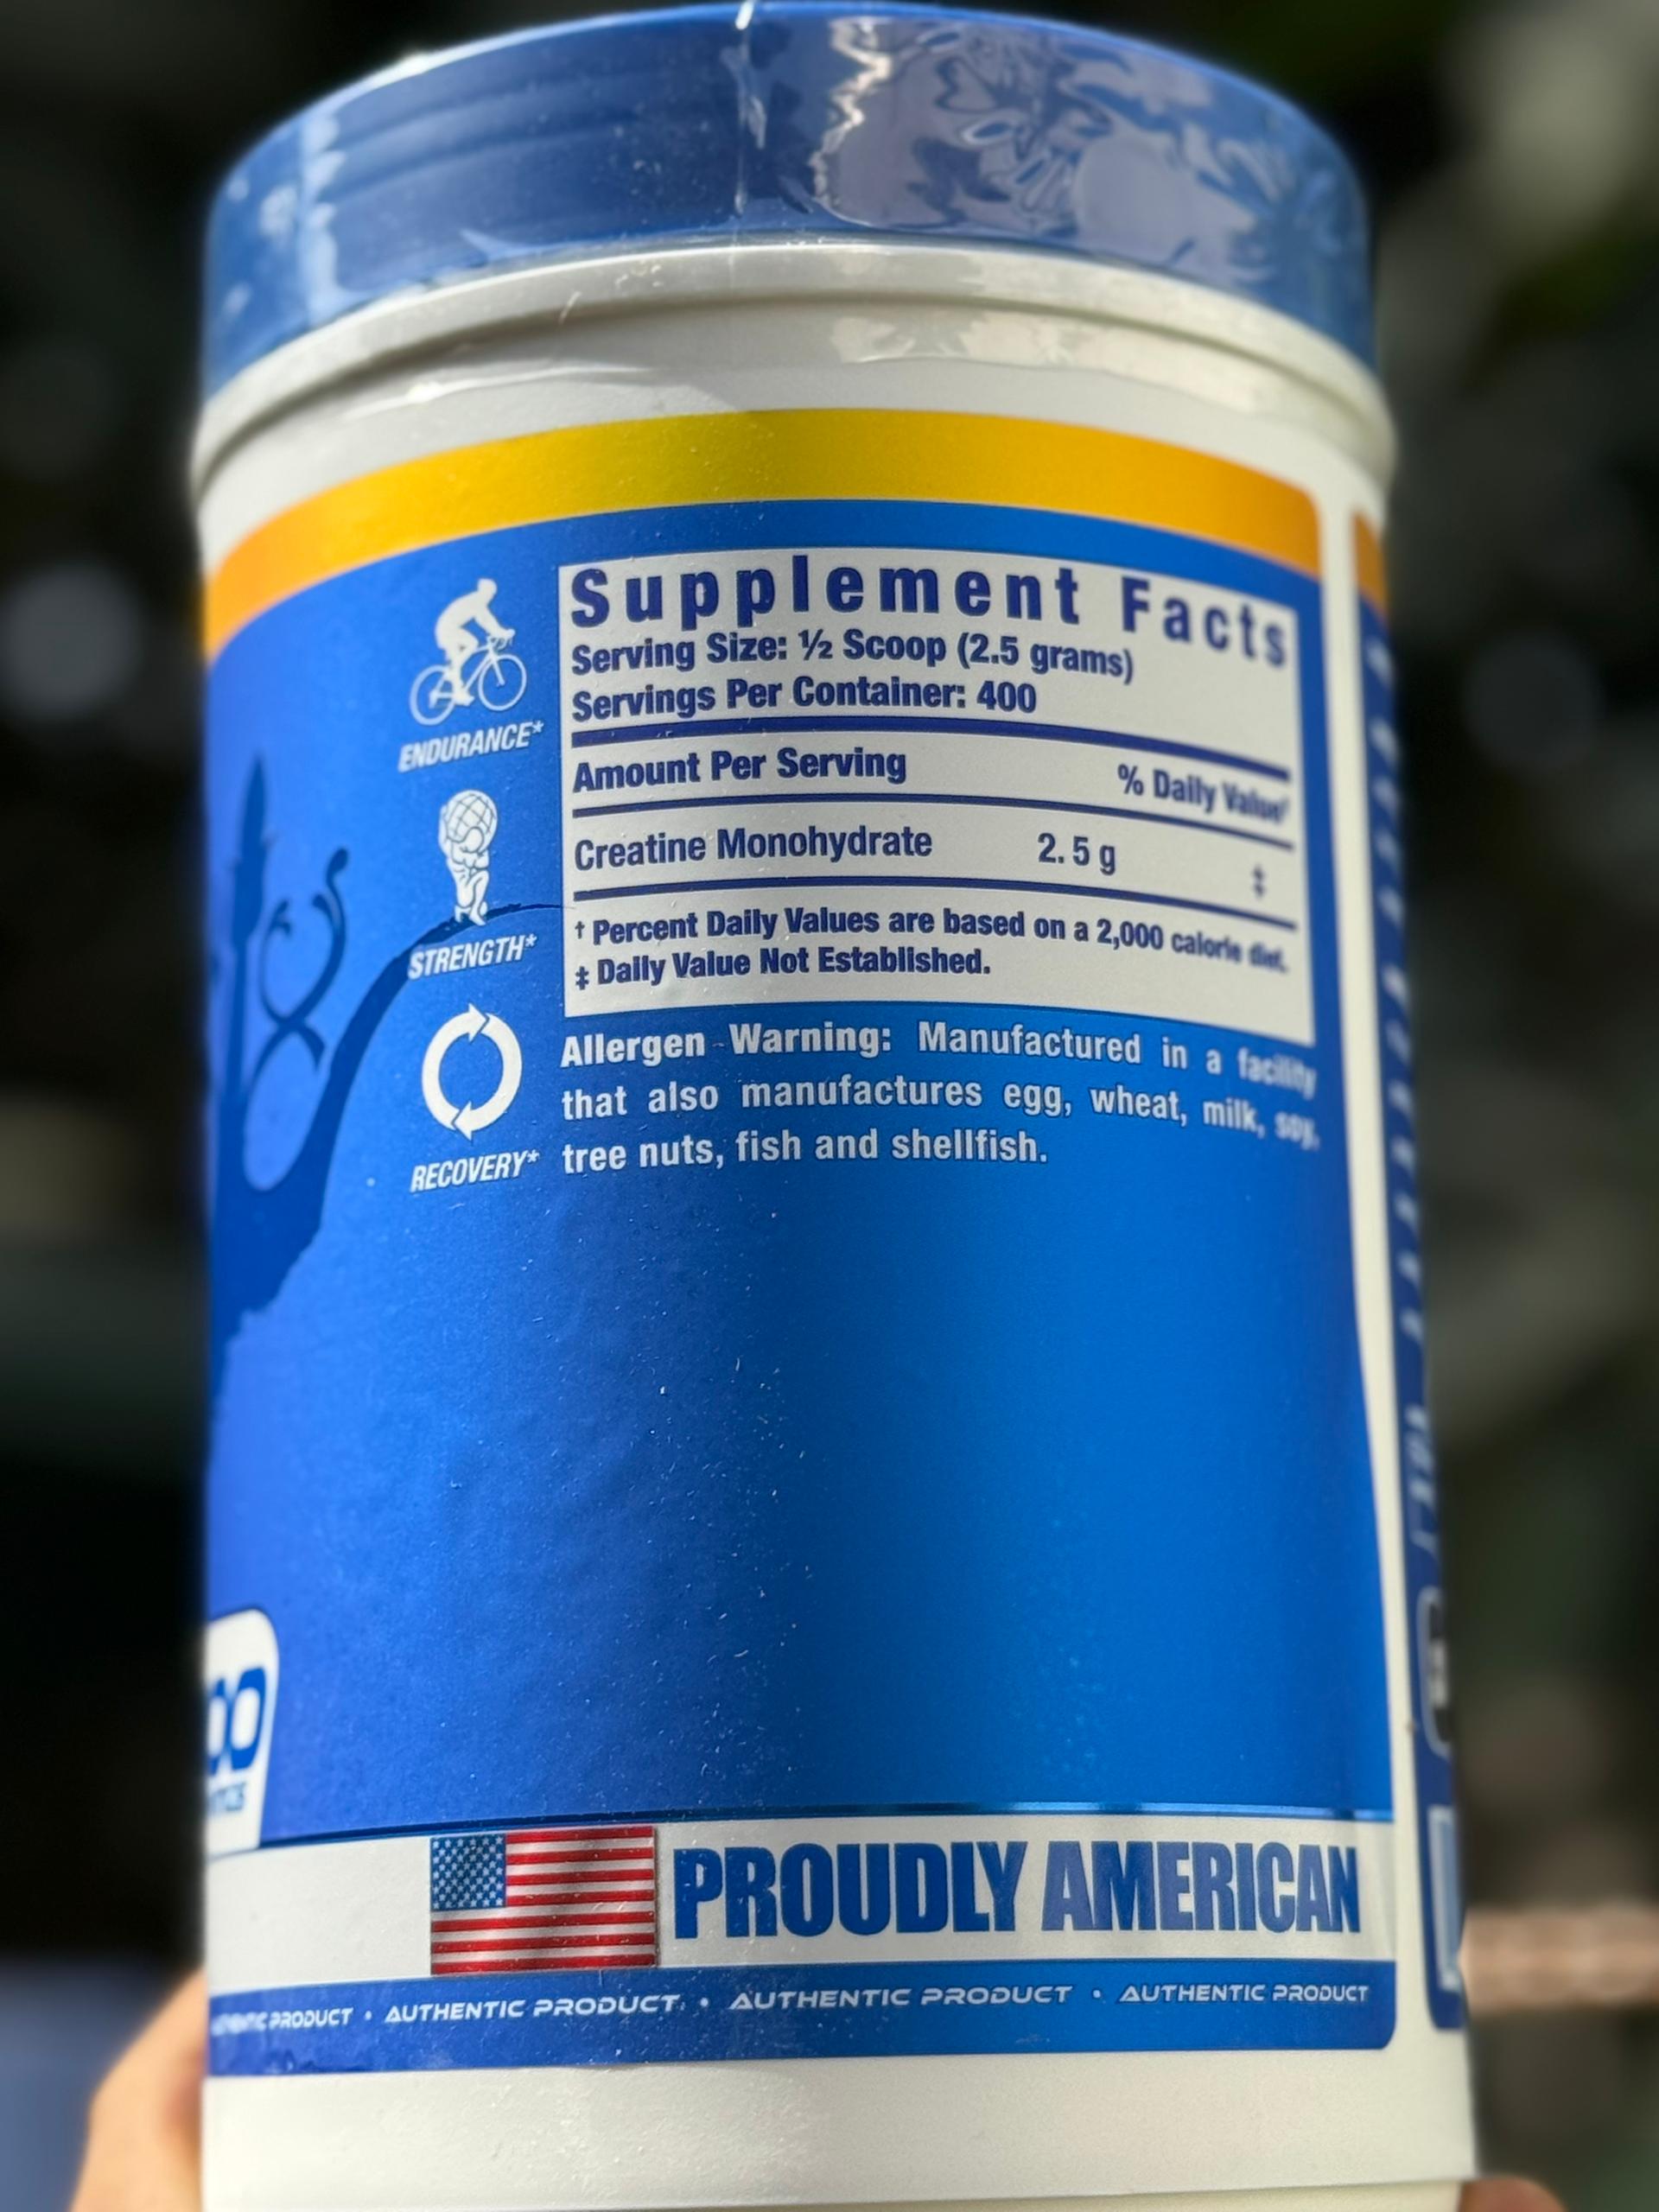 Supplement Facts
Serving Size: ½ Scoop (2.5 grams)
Servings Per Container: 400
Amount Per Serving % Daily Value†
Creatine Monohydrate 2.5 g ‡
† Percent Daily Values are based on a 2,000 calorie diet.
‡ Daily Value Not Established.
Allergen Warning: Manufactured in a facility
that also manufactures egg, wheat, milk, soy,
tree nuts, fish and shellfish.
ENDURANCE*
STRENGTH*
RECOVERY*
PROUDLY AMERICAN
PRODUCT • AUTHENTIC PRODUCT • AUTHENTIC PRODUCT • AUTHENTIC PRODUCT